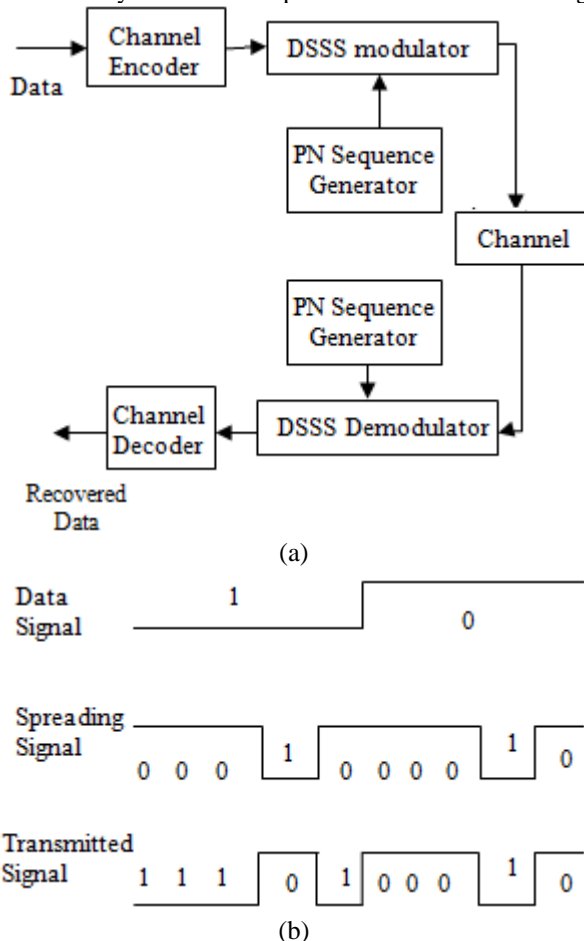 Channel
Encoder
DSSS modulator
Data
PN Sequence
Generator
Channel
PN Sequence
Generator
Channel
Decoder
DSSS Demodulator
Recovered
Data
(a)
Data
Signal
1
0
Spreading
Signal
0 0 0 1 0 0 0 0 1 0
Transmitted
Signal
1 1 1 0 1 0 0 0 1 0
(b)